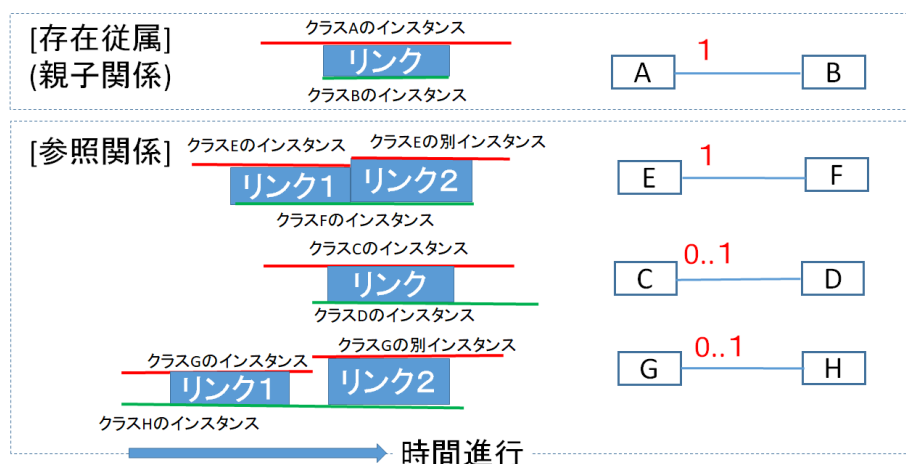 [存在従属]
(親子関係)
クラスAのインスタンス
リンク
クラスBのインスタンス
1
A
B
[参照関係]
クラスEのインスタンス
クラスEの別インスタンス
リンク1
リンク2
クラスFのインスタンス
1
E
F
クラスCのインスタンス
リンク
クラスDのインスタンス
0..1
C
D
クラスGのインスタンス
クラスGの別インスタンス
リンク1
リンク2
クラスHのインスタンス
0..1
G
H
時間進行